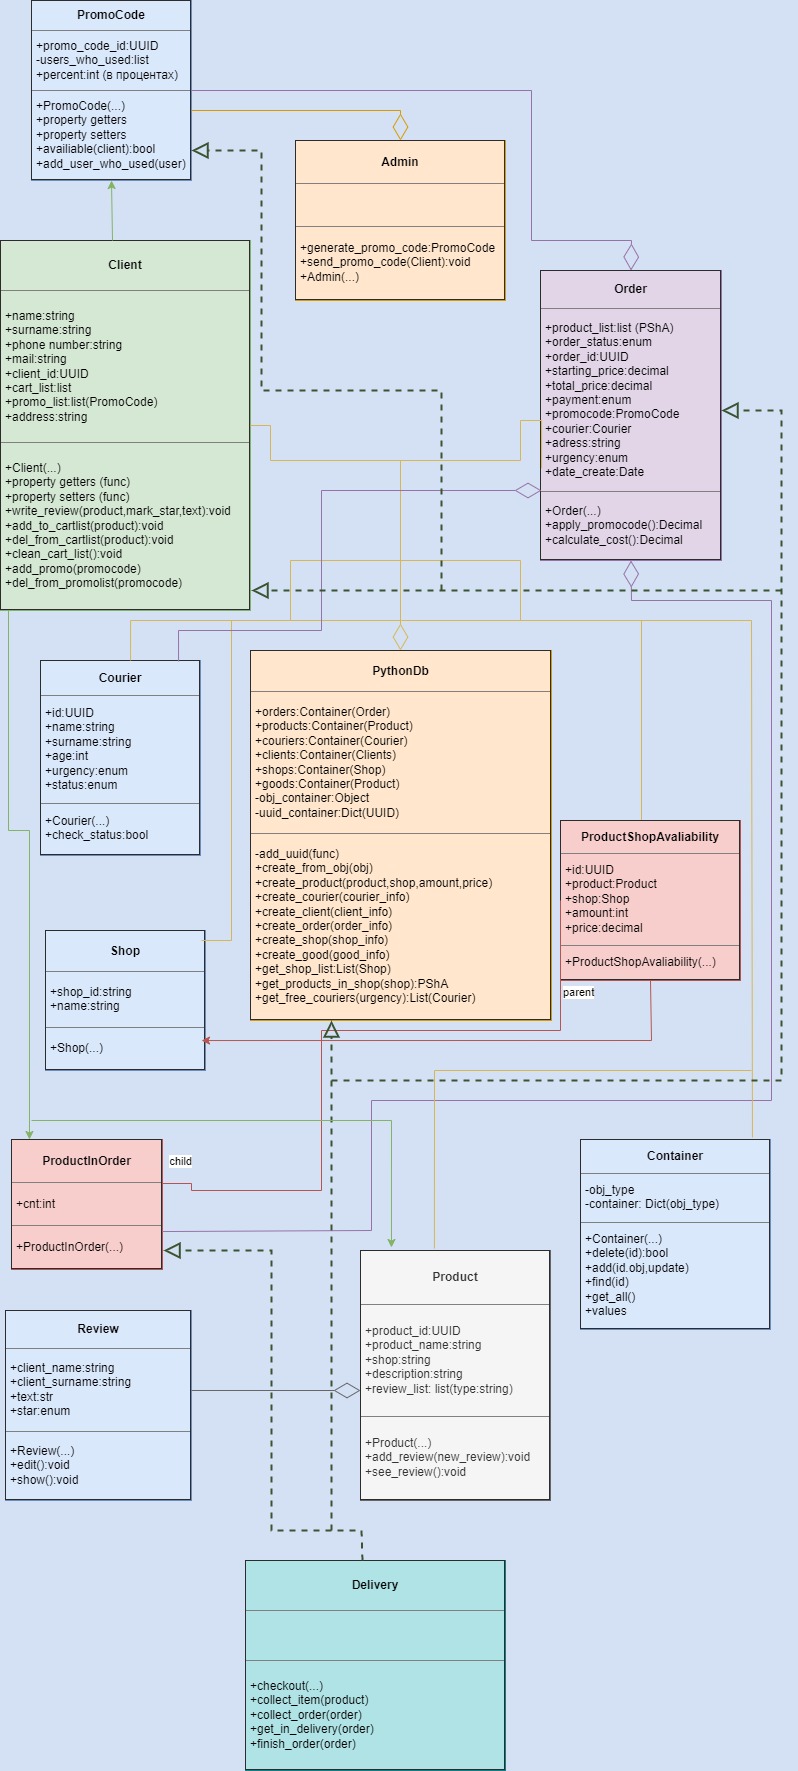 PromoCode
+promo_code_id:UUID
-users_who_used:list
+percent:int (в процентах)
+PromoCode(...)
+property getters
+property setters
+availiable(client):bool
+add_user_who_used(user)
Admin
+generate_promo_code:PromoCode
+send_promo_code(Client):void
+Admin(...)
Client
+name:string
+surname:string
+phone number:string
+mail:string
+client_id:UUID
+cart_list:list
+promo_list:list(PromoCode)
+address:string
+Client(...)
+property getters (func)
+property setters (func)
+write_review(product,mark_star,text):void
+add_to_cartlist(product):void
+del_from_cartlist(product):void
+clean_cart_list():void
+add_promo(promocode)
+del_from_promolist(promocode)
Order
+product_list:list (PShA)
+order_status:enum
+order_id:UUID
+starting_price:decimal
+total_price:decimal
+payment:enum
+promocode:PromoCode
+courier:Courier
+adress:string
+urgency:enum
+date_create:Date
+Order(...)
+apply_promocode():Decimal
+calculate_cost():Decimal
Courier
+id:UUID
+name:string
+surname:string
+age:int
+urgency:enum
+status:enum
+Courier(...)
+check_status:bool
PythonDb
+orders:Container(Order)
+products:Container(Product)
+couriers:Container(Courier)
+clients:Container(Clients)
+shops:Container(Shop)
+goods:Container(Product)
-obj_container:Object
-uuid_container:Dict(UUID)
-add_uuid(func)
+create_from_obj(obj)
+create_product(product,shop,amount,price)
+create_courier(courier_info)
+create_client(client_info)
+create_order(order_info)
+create_shop(shop_info)
+create_good(good_info)
+get_shop_list:List(Shop)
+get_products_in_shop(shop):PShA
+get_free_couriers(urgency):List(Courier)
ProductShopAvaliability
+id:UUID
+product:Product
+shop:Shop
+amount:int
+price:decimal
+ProductShopAvaliability(...)
parent
Shop
+shop_id:string
+name:string
+Shop(...)
ProductInOrder
+cnt:int
+ProductInOrder(...)
child
Container
-obj_type
-container: Dict(obj_type)
+Container(...)
+delete(id):bool
+add(id.obj,update)
+find(id)
+get_all()
+values
Product
+product_id:UUID
+product_name:string
+shop:string
+description:string
+review_list: list(type:string)
+Product(...)
+add_review(new_review):void
+see_review():void
Review
+client_name:string
+client_surname:string
+text:str
+star:enum
+Review(...)
+edit():void
+show():void
Delivery
+checkout(...)
+collect_item(product)
+collect_order(order)
+get_in_delivery(order)
+finish_order(order)